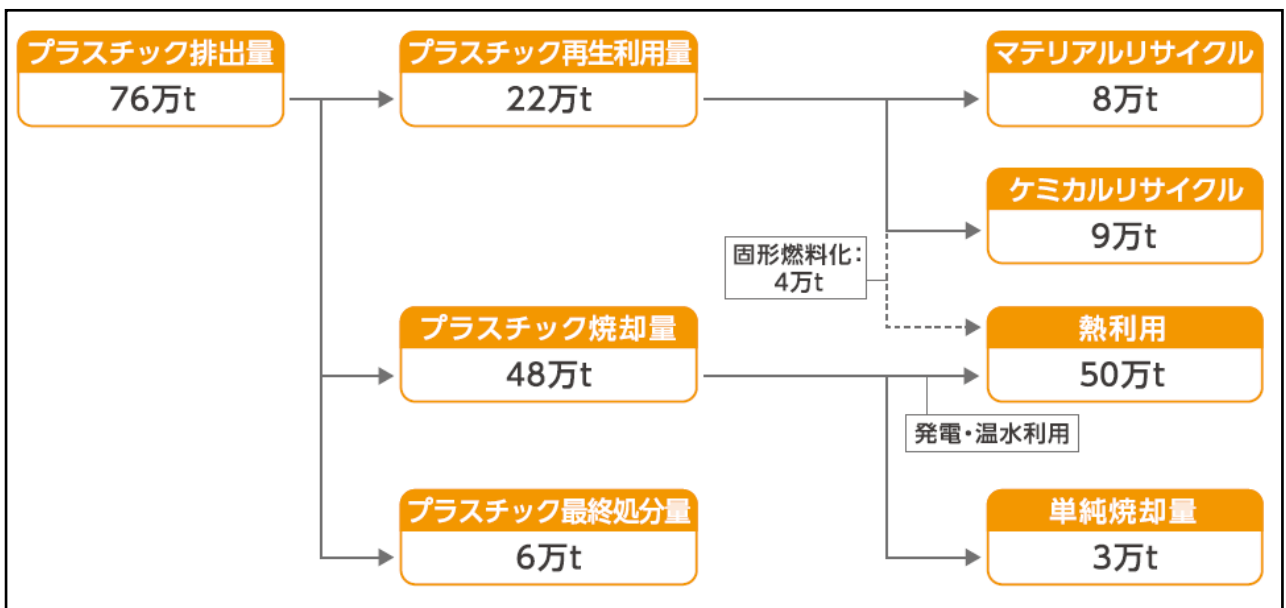 プラスチック排出量
76万t
プラスチック再生利用量
22万t
マテリアルリサイクル
8万t
ケミカルリサイクル
9万t
固形燃料化：
4万t
プラスチック焼却量
48万t
熱利用
50万t
発電・温水利用
プラスチック最終処分量
6万t
単純焼却量
3万t